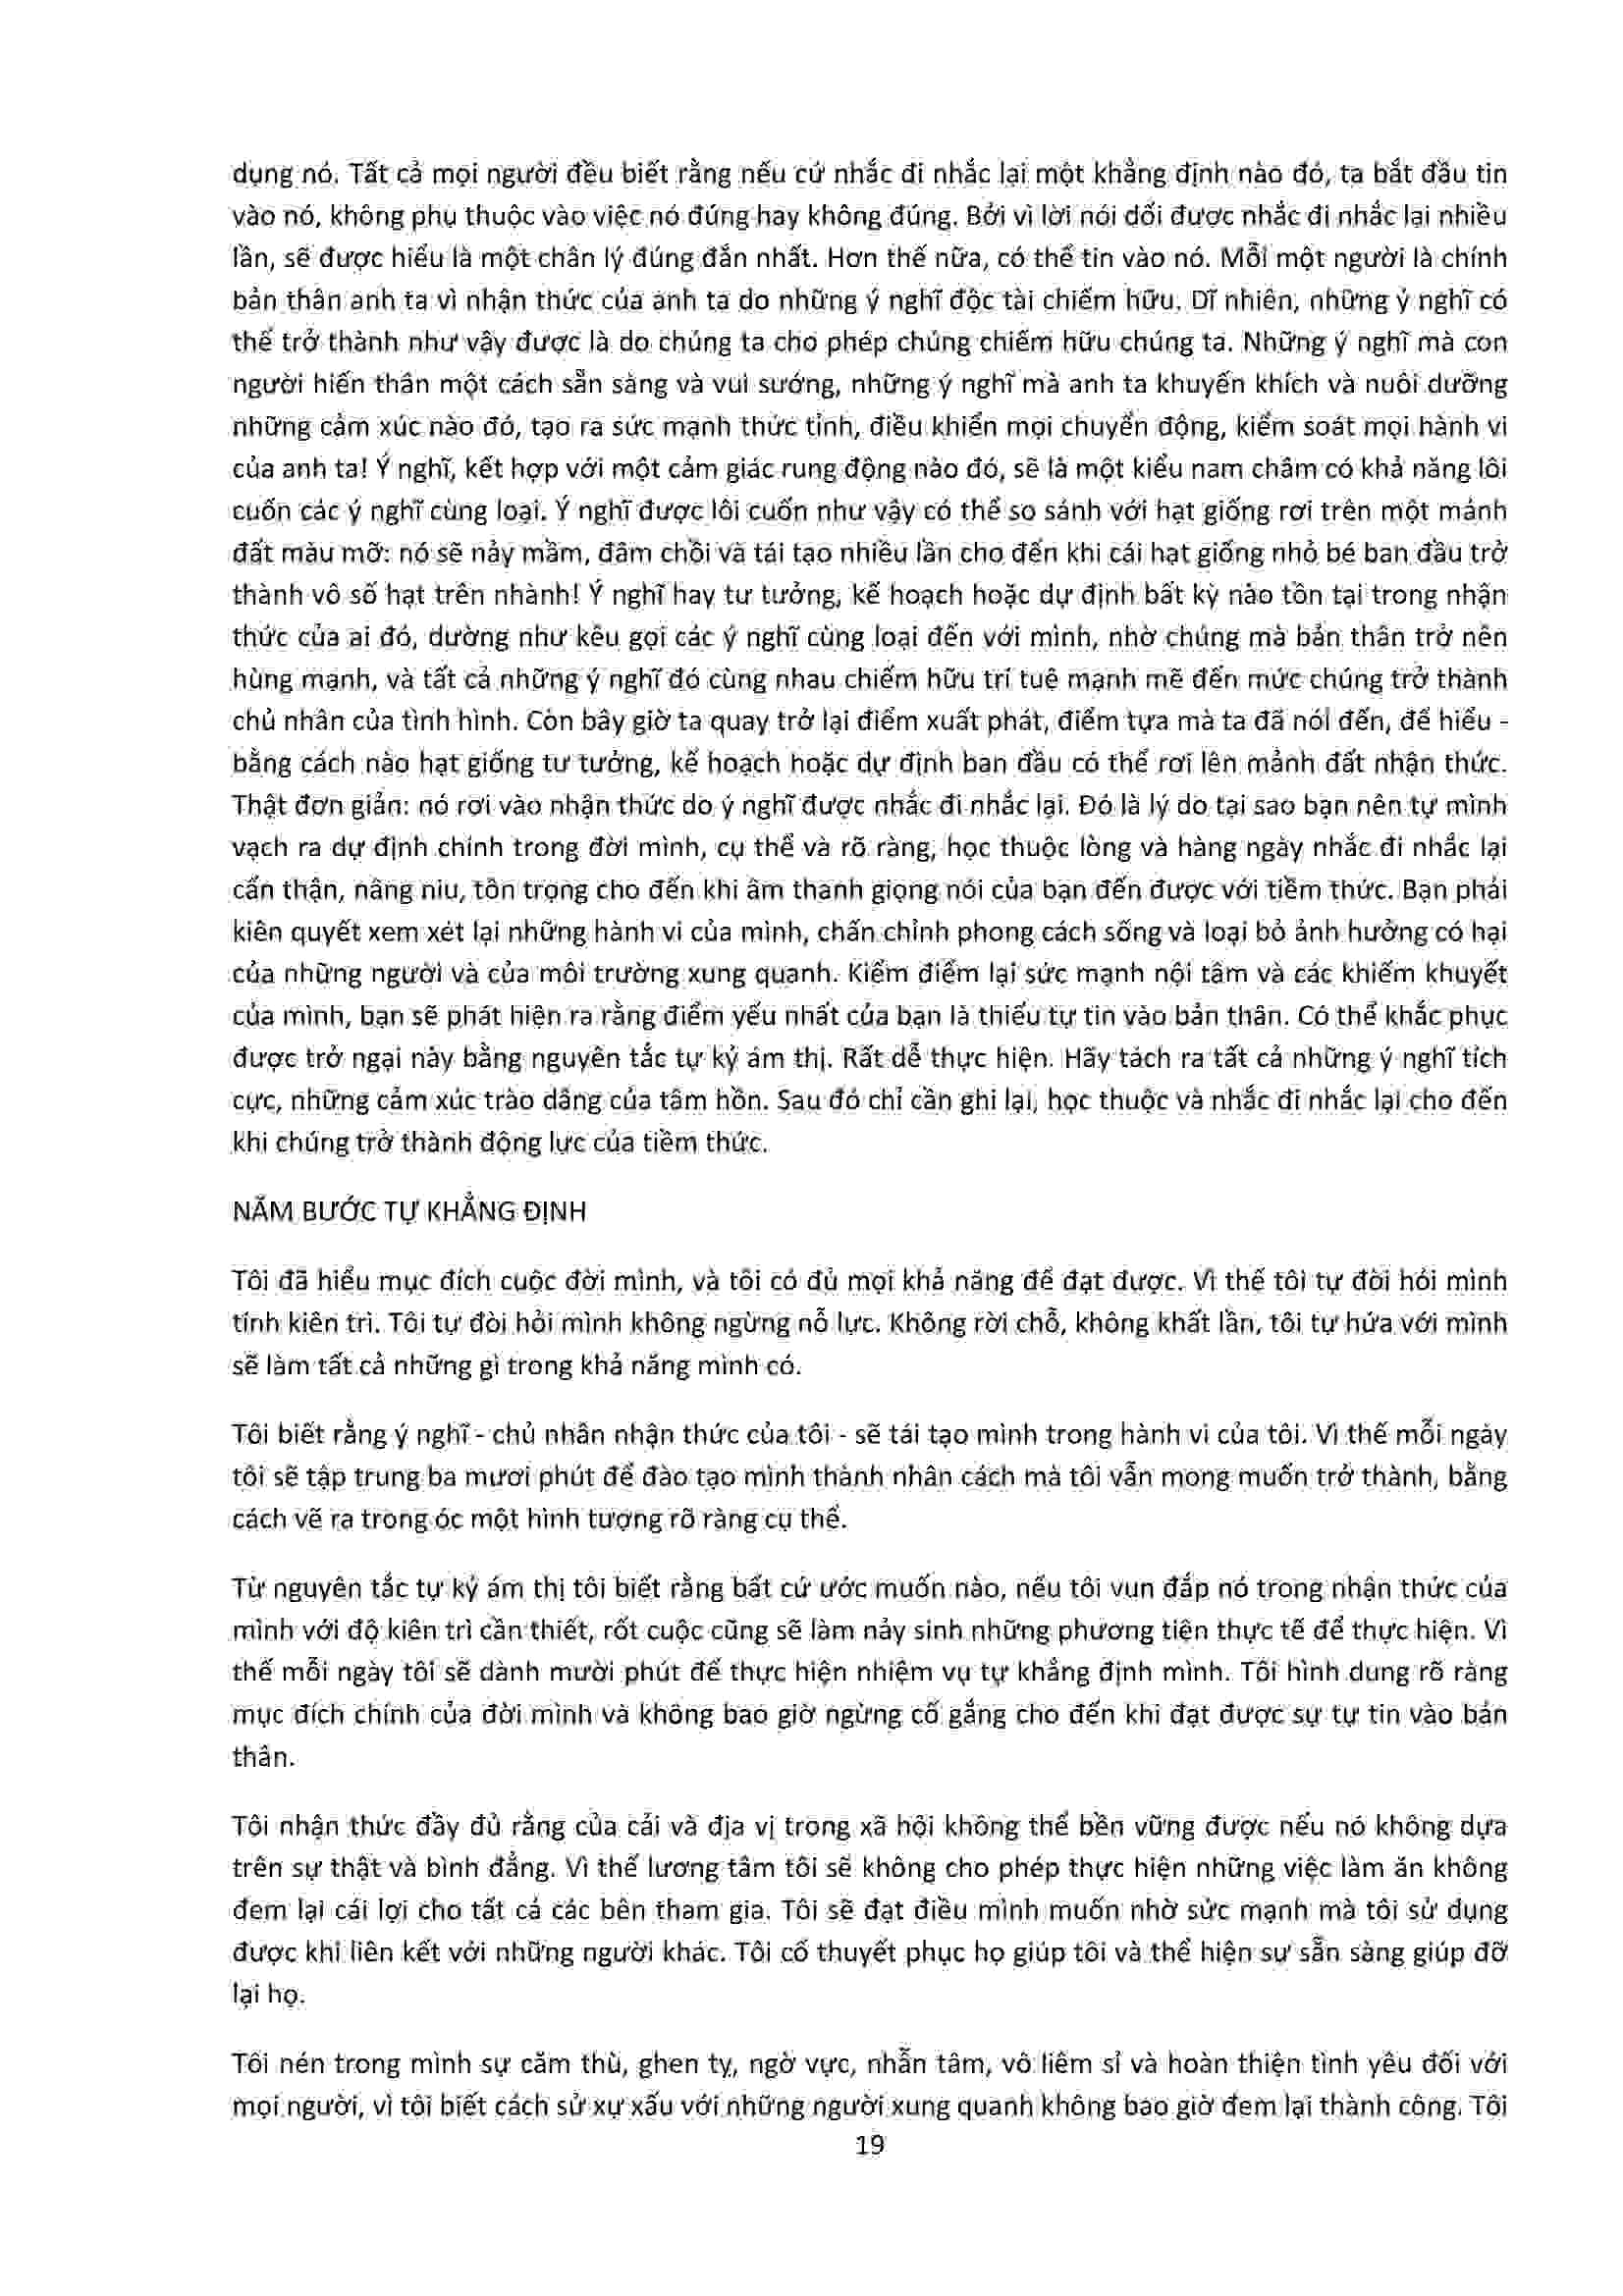 dụng nó. Tất cả mọi người đều biết rằng nếu cứ nhắc đi nhắc lại một khẳng định nào đó, ta bắt đầu tin
vào nó, không phụ thuộc vào việc nó đúng hay không đúng. Bởi vì lời nói dối được nhắc đi nhắc lại nhiều
lần, sẽ được hiểu là một chân lý đúng đắn nhất. Hơn thế nữa, có thể tin vào nó. Mỗi một người là chính
bản thân anh ta vì nhận thức của anh ta do những ý nghĩ độc tài chiếm hữu. Dĩ nhiên, những ý nghĩ có
thể trở thành như vậy được là do chúng ta cho phép chúng chiếm hữu chúng ta. Những ý nghĩ mà con
người hiến thân một cách sẵn sàng và vui sướng, những ý nghĩ mà anh ta khuyến khích và nuôi dưỡng
những cảm xúc nào đó, tạo ra sức mạnh thức tỉnh, điều khiển mọi chuyển động, kiểm soát mọi hành vi
của anh ta! Ý nghĩ, kết hợp với một cảm giác rung động nào đó, sẽ là một kiểu nam châm có khả năng lôi
cuốn các ý nghĩ cùng loại. Ý nghĩ được lôi cuốn như vậy có thể so sánh với hạt giống rơi trên một mảnh
đất màu mỡ: nó sẽ nảy mầm, đâm chồi và tái tạo nhiều lần cho đến khi cái hạt giống nhỏ bé ban đầu trở
thành vô số hạt trên nhành! Ý nghĩ hay tư tưởng, kế hoạch hoặc dự định bất kỳ nào tồn tại trong nhận
thức của ai đó, dường như kêu gọi các ý nghĩ cùng loại đến với mình, nhờ chúng mà bản thân trở nên
hùng mạnh, và tất cả những ý nghĩ đó cùng nhau chiếm hữu trí tuệ mạnh mẽ đến mức chúng trở thành
chủ nhân của tình hình. Còn bây giờ ta quay trở lại điểm xuất phát, điểm tựa mà ta đã nói đến, để hiểu -
bằng cách nào hạt giống tư tưởng, kế hoạch hoặc dự định ban đầu có thể rơi lên mảnh đất nhận thức.
Thật đơn giản: nó rơi vào nhận thức do ý nghĩ được nhắc đi nhắc lại. Đó là lý do tại sao bạn nên tự mình
vạch ra dự định chính trong đời mình, cụ thể và rõ ràng, học thuộc lòng và hàng ngày nhắc đi nhắc lại
cẩn thận, nâng niu, tôn trọng cho đến khi âm thanh giọng nói của bạn đến được với tiềm thức. Bạn phải
kiên quyết xem xét lại những hành vi của mình, chấn chỉnh phong cách sống và loại bỏ ảnh hưởng có hại
của những người và của môi trường xung quanh. Kiểm điểm lại sức mạnh nội tâm và các khiếm khuyết
của mình, bạn sẽ phát hiện ra rằng điểm yếu nhất của bạn là thiếu tự tin vào bản thân. Có thể khắc phục
được trở ngại này bằng nguyên tắc tự kỷ ám thị. Rất dễ thực hiện. Hãy tách ra tất cả những ý nghĩ tích
cực, những cảm xúc trào dâng của tâm hồn. Sau đó chỉ cần ghi lại, học thuộc và nhắc đi nhắc lại cho đến
khi chúng trở thành động lực của tiềm thức.
NĂM BƯỚC TỰ KHẲNG ĐỊNH
Tôi đã hiểu mục đích cuộc đời mình, và tôi có đủ mọi khả năng để đạt được. Vì thế tôi tự đòi hỏi mình
tính kiên trì. Tôi tự đòi hỏi mình không ngừng nỗ lực. Không rời chỗ, không khất lần, tôi tự hứa với mình
sẽ làm tất cả những gì trong khả năng mình có.
Tôi biết rằng ý nghĩ - chủ nhân nhận thức của tôi - sẽ tái tạo mình trong hành vi của tôi. Vì thế mỗi ngày
tôi sẽ tập trung ba mươi phút để đào tạo mình thành nhân cách mà tôi vẫn mong muốn trở thành, bằng
cách vẽ ra trong óc một hình tượng rõ ràng cụ thể.
Từ nguyên tắc tự kỷ ám thị tôi biết rằng bất cứ ước muốn nào, nếu tôi vun đắp nó trong nhận thức của
mình với độ kiên trì cần thiết, rốt cuộc cũng sẽ làm nảy sinh những phương tiện thực tế để thực hiện. Vì
thế mỗi ngày tôi sẽ dành mười phút để thực hiện nhiệm vụ tự khẳng định mình. Tôi hình dung rõ ràng
mục đích chính của đời mình và không bao giờ ngừng cố gắng cho đến khi đạt được sự tự tin vào bản
thân.
Tôi nhận thức đầy đủ rằng của cải và địa vị trong xã hội không thể bền vững được nếu nó không dựa
trên sự thật và bình đẳng. Vì thế lương tâm tôi sẽ không cho phép thực hiện những việc làm ăn không
đem lại cái lợi cho tất cả các bên tham gia. Tôi sẽ đạt điều mình muốn nhờ sức mạnh mà tôi sử dụng
được khi liên kết với những người khác. Tôi cố thuyết phục họ giúp tôi và thể hiện sự sẵn sàng giúp đỡ
lại họ.
Tôi nén trong mình sự căm thù, ghen tỵ, ngờ vực, nhẫn tâm, vô liêm sỉ và hoàn thiện tình yêu đối với
mọi người, vì tôi biết cách sử xự xấu với những người xung quanh không bao giờ đem lại thành công. Tôi
19